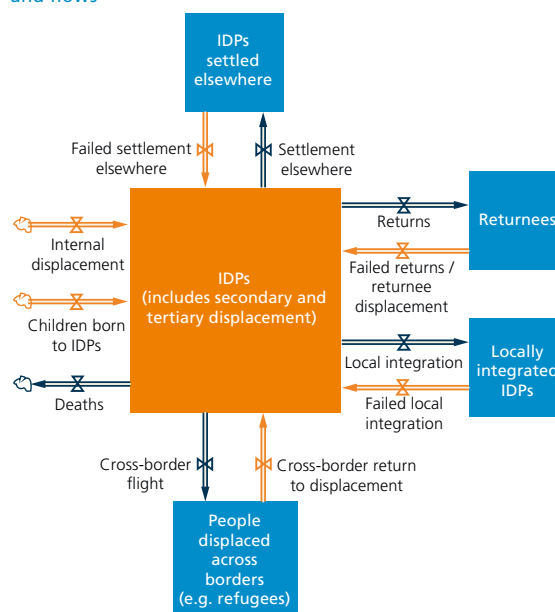 and flows
IDPs
settled
elsewhere
Failed settlement
elsewhere
Settlement
elsewhere
Internal
displacement
Children born
to IDPs
Deaths
IDPs
(includes secondary and
tertiary displacement)
Returns
Returnees
Failed returns /
returnee
displacement
Local integration
Locally
integrated
IDPs
Failed local
integration
Cross-border
flight
Cross-border return
to displacement
People
displaced
across
borders
(e.g. refugees)